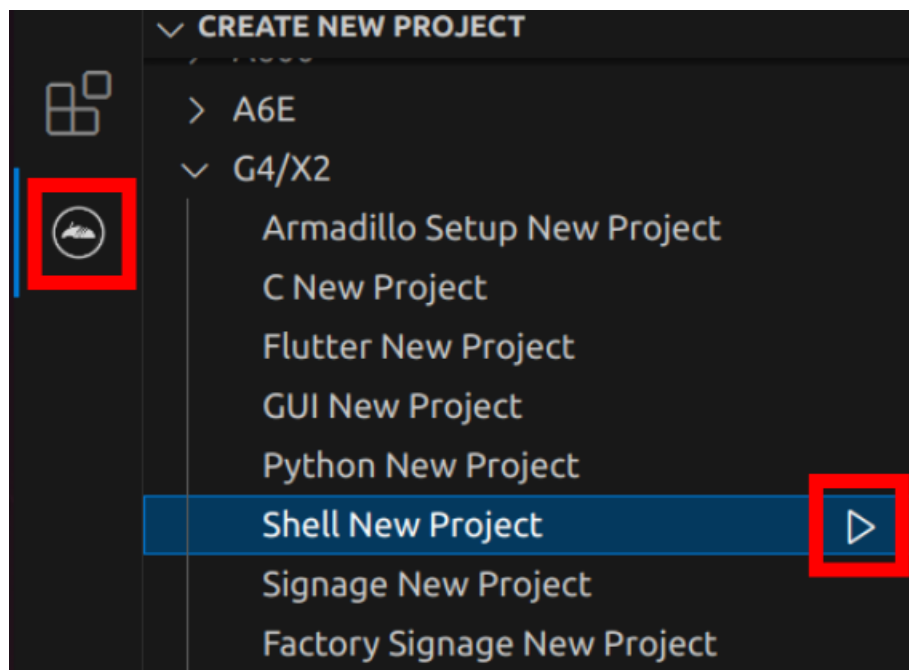 CREATE NEW PROJECT
A6E
G4/X2
Armadillo Setup New Project
C New Project
Flutter New Project
GUI New Project
Python New Project
Shell New Project
Signage New Project
Factory Signage New Project